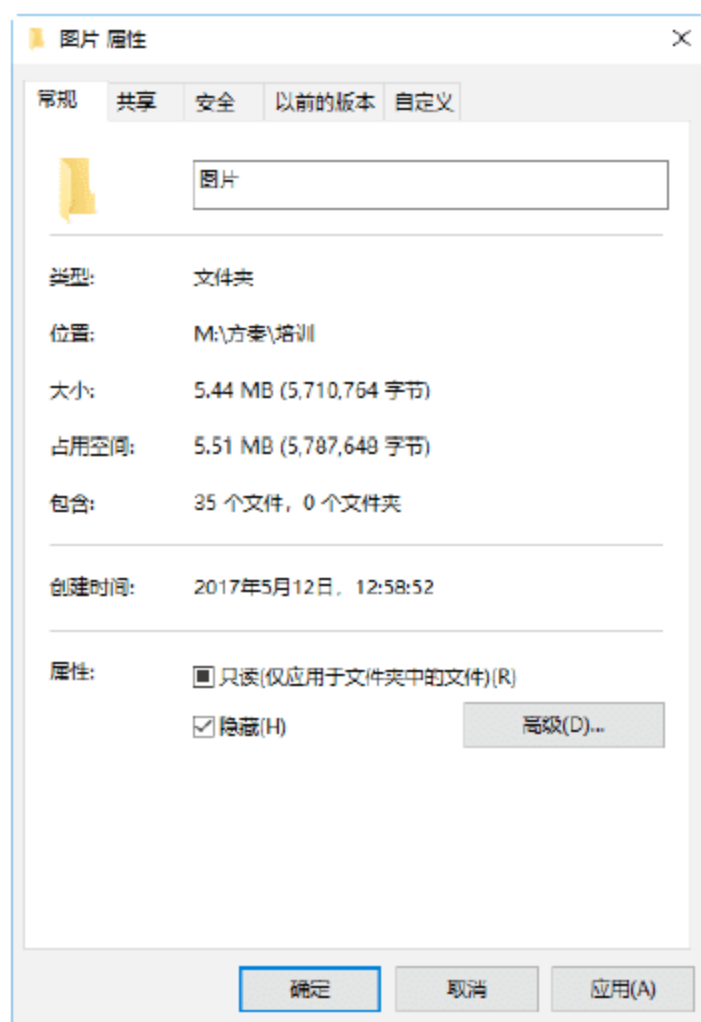 图片 属性
常规 共享 安全 以前的版本 自定义
图片
类型: 文件夹
位置: M:\方秦\培训
大小: 5.44 MB (5,710,764 字节)
占用空间: 5.51 MB (5,787,648 字节)
包含: 35 个文件, 0 个文件夹
创建时间: 2017年5月12日, 12:58:52
属性: 只读(仅应用于文件夹中的文件)(R)
隐藏(H) 高级(D)...
确定 取消 应用(A)